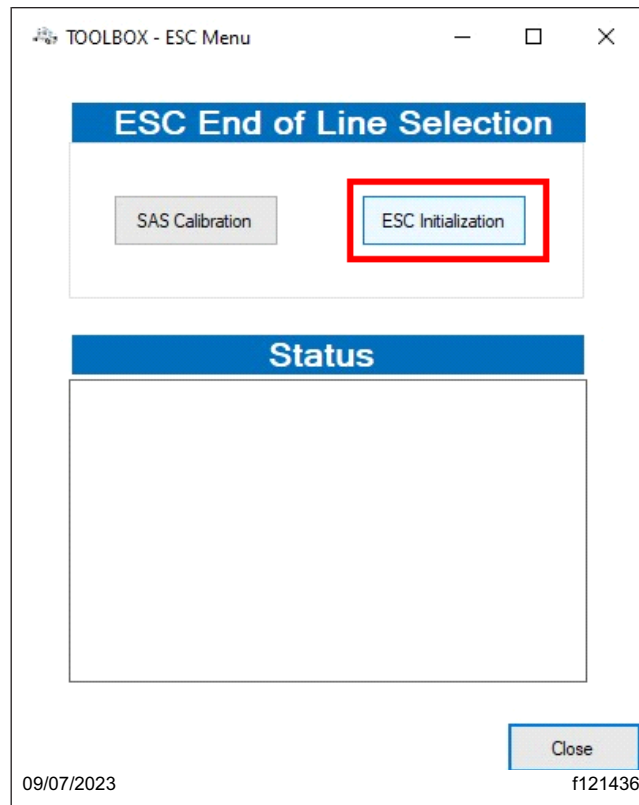 TOOLBOX - ESC Menu
ESC End of Line Selection
SAS Calibration
ESC Initialization
Status
Close
09/07/2023
f121436